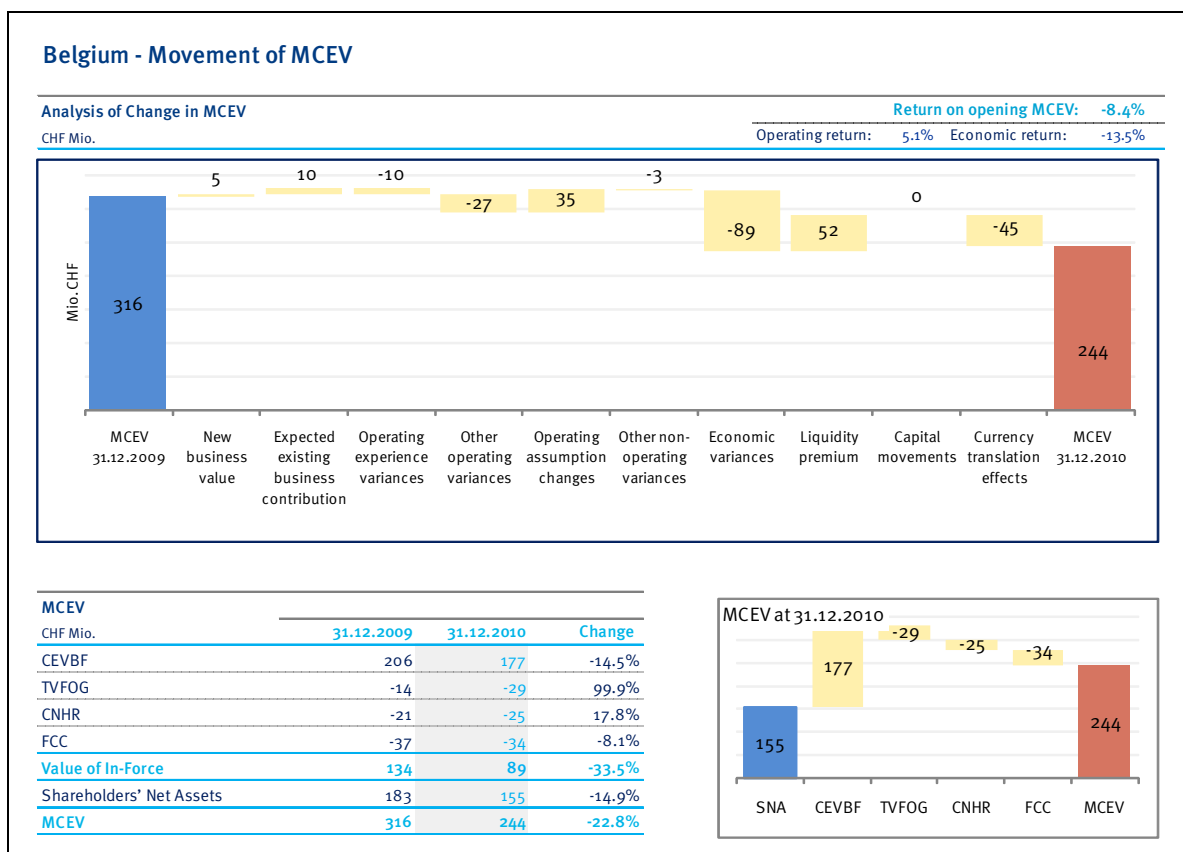 Belgium - Movement of MCEV
Analysis of Change in MCEV
Return on opening MCEV: -8.4%
CHF Mio.
Operating return: 5.1% Economic return: -13.5%
Mio. CHF
316
5
10
-10
-27
35
-3
-89
52
0
-45
244
MCEV
31.12.2009
New
business
value
Expected
existing
business
contribution
Operating
experience
variances
Other
operating
variances
Operating
assumption
changes
Other non-
operating
variances
Economic
variances
Liquidity
premium
Capital
movements
Currency
translation
effects
MCEV
31.12.2010
MCEV
CHF Mio. 31.12.2009 31.12.2010 Change
CEVBF 206 177 -14.5%
TVFOG -14 -29 99.9%
CNHR -21 -25 17.8%
FCC -37 -34 -8.1%
Value of In-Force 134 89 -33.5%
Shareholders' Net Assets 183 155 -14.9%
MCEV 316 244 -22.8%
MCEV at 31.12.2010
155
177
-29
-25
-34
244
SNA CEVBF TVFOG CNHR FCC MCEV